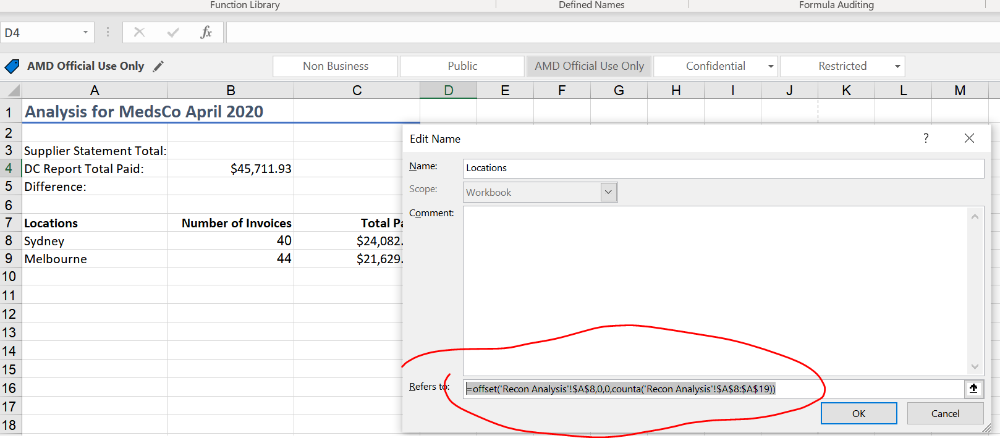 Function Library Defined Names Formula Auditing
D4 fx
AMD Official Use Only Non Business Public AMD Official Use Only Confidential Restricted
A B C D E F G H I J K L M
1 Analysis for MedsCo April 2020
2
3 Supplier Statement Total:
4 DC Report Total Paid: $45,711.93
5 Difference:
6
7 Locations Number of Invoices Total
8 Sydney 40 $24,082.
9 Melbourne 44 $21,629.
10
11
12
13
14
15
16
17
18
Edit Name ?
Name: Locations
Scope: Workbook
Comment:
Refers to: =offset('Recon Analysis'!$A$8,0,0,counta('Recon Analysis'!$A$8:$A$19))
OK Cancel